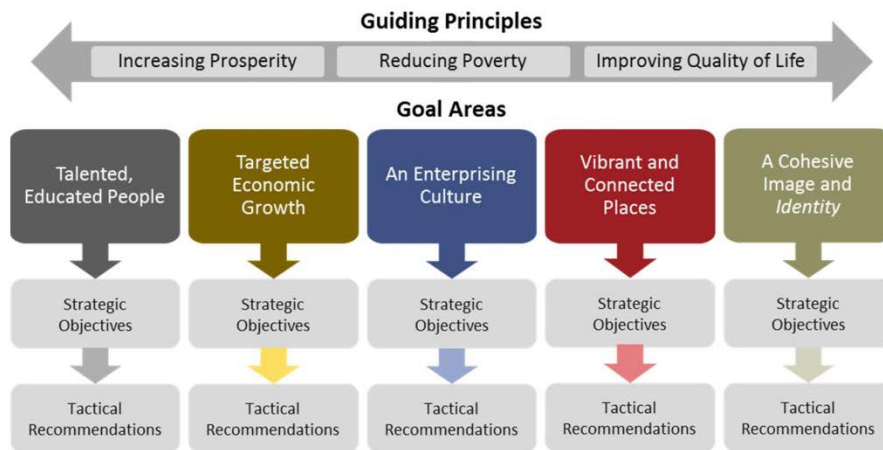 Guiding Principles
Increasing Prosperity
Reducing Poverty
Improving Quality of Life
Goal Areas
Talented,
Educated People
Targeted
Economic
Growth
An Enterprising
Culture
Vibrant and
Connected
Places
A Cohesive
Image and
Identity
Strategic
Objectives
Strategic
Objectives
Strategic
Objectives
Strategic
Objectives
Strategic
Objectives
Tactical
Recommendations
Tactical
Recommendations
Tactical
Recommendations
Tactical
Recommendations
Tactical
Recommendations